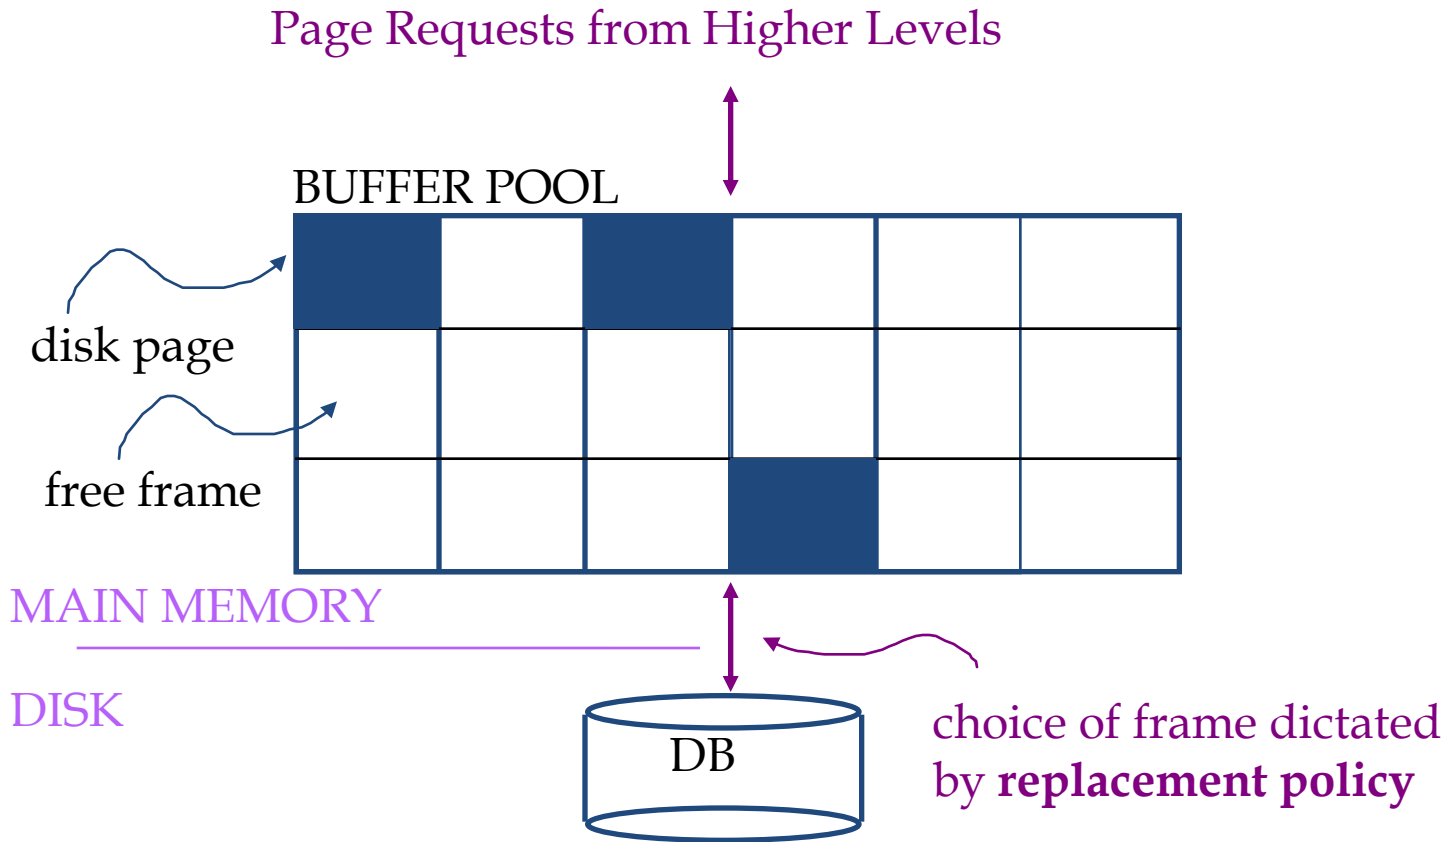 Page Requests from Higher Levels
BUFFER POOL
disk page
free frame
MAIN MEMORY
DISK
DB
choice of frame dictated
by replacement policy